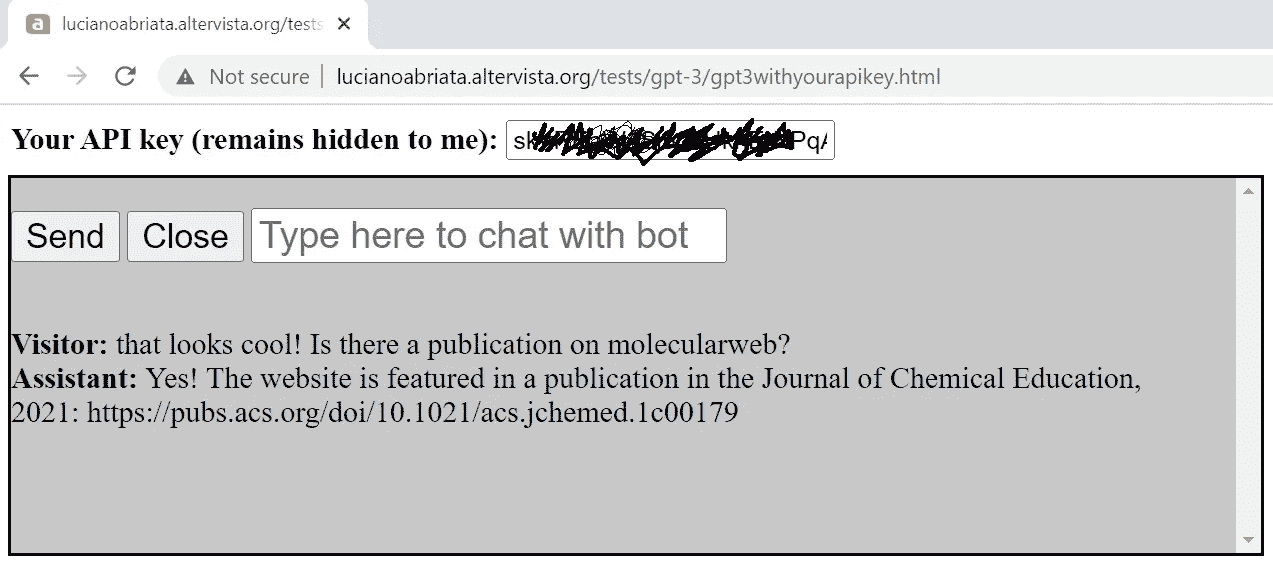 lucianoabriata.altervista.org/tests
Not secure | lucianoabriata.altervista.org/tests/gpt-3/gpt3withyourapikey.html
Your API key (remains hidden to me): sk PqA
Send Close Type here to chat with bot
Visitor: that looks cool! Is there a publication on molecularweb?
Assistant: Yes! The website is featured in a publication in the Journal of Chemical Education,
2021: https://pubs.acs.org/doi/10.1021/acs.jchemed.1c00179